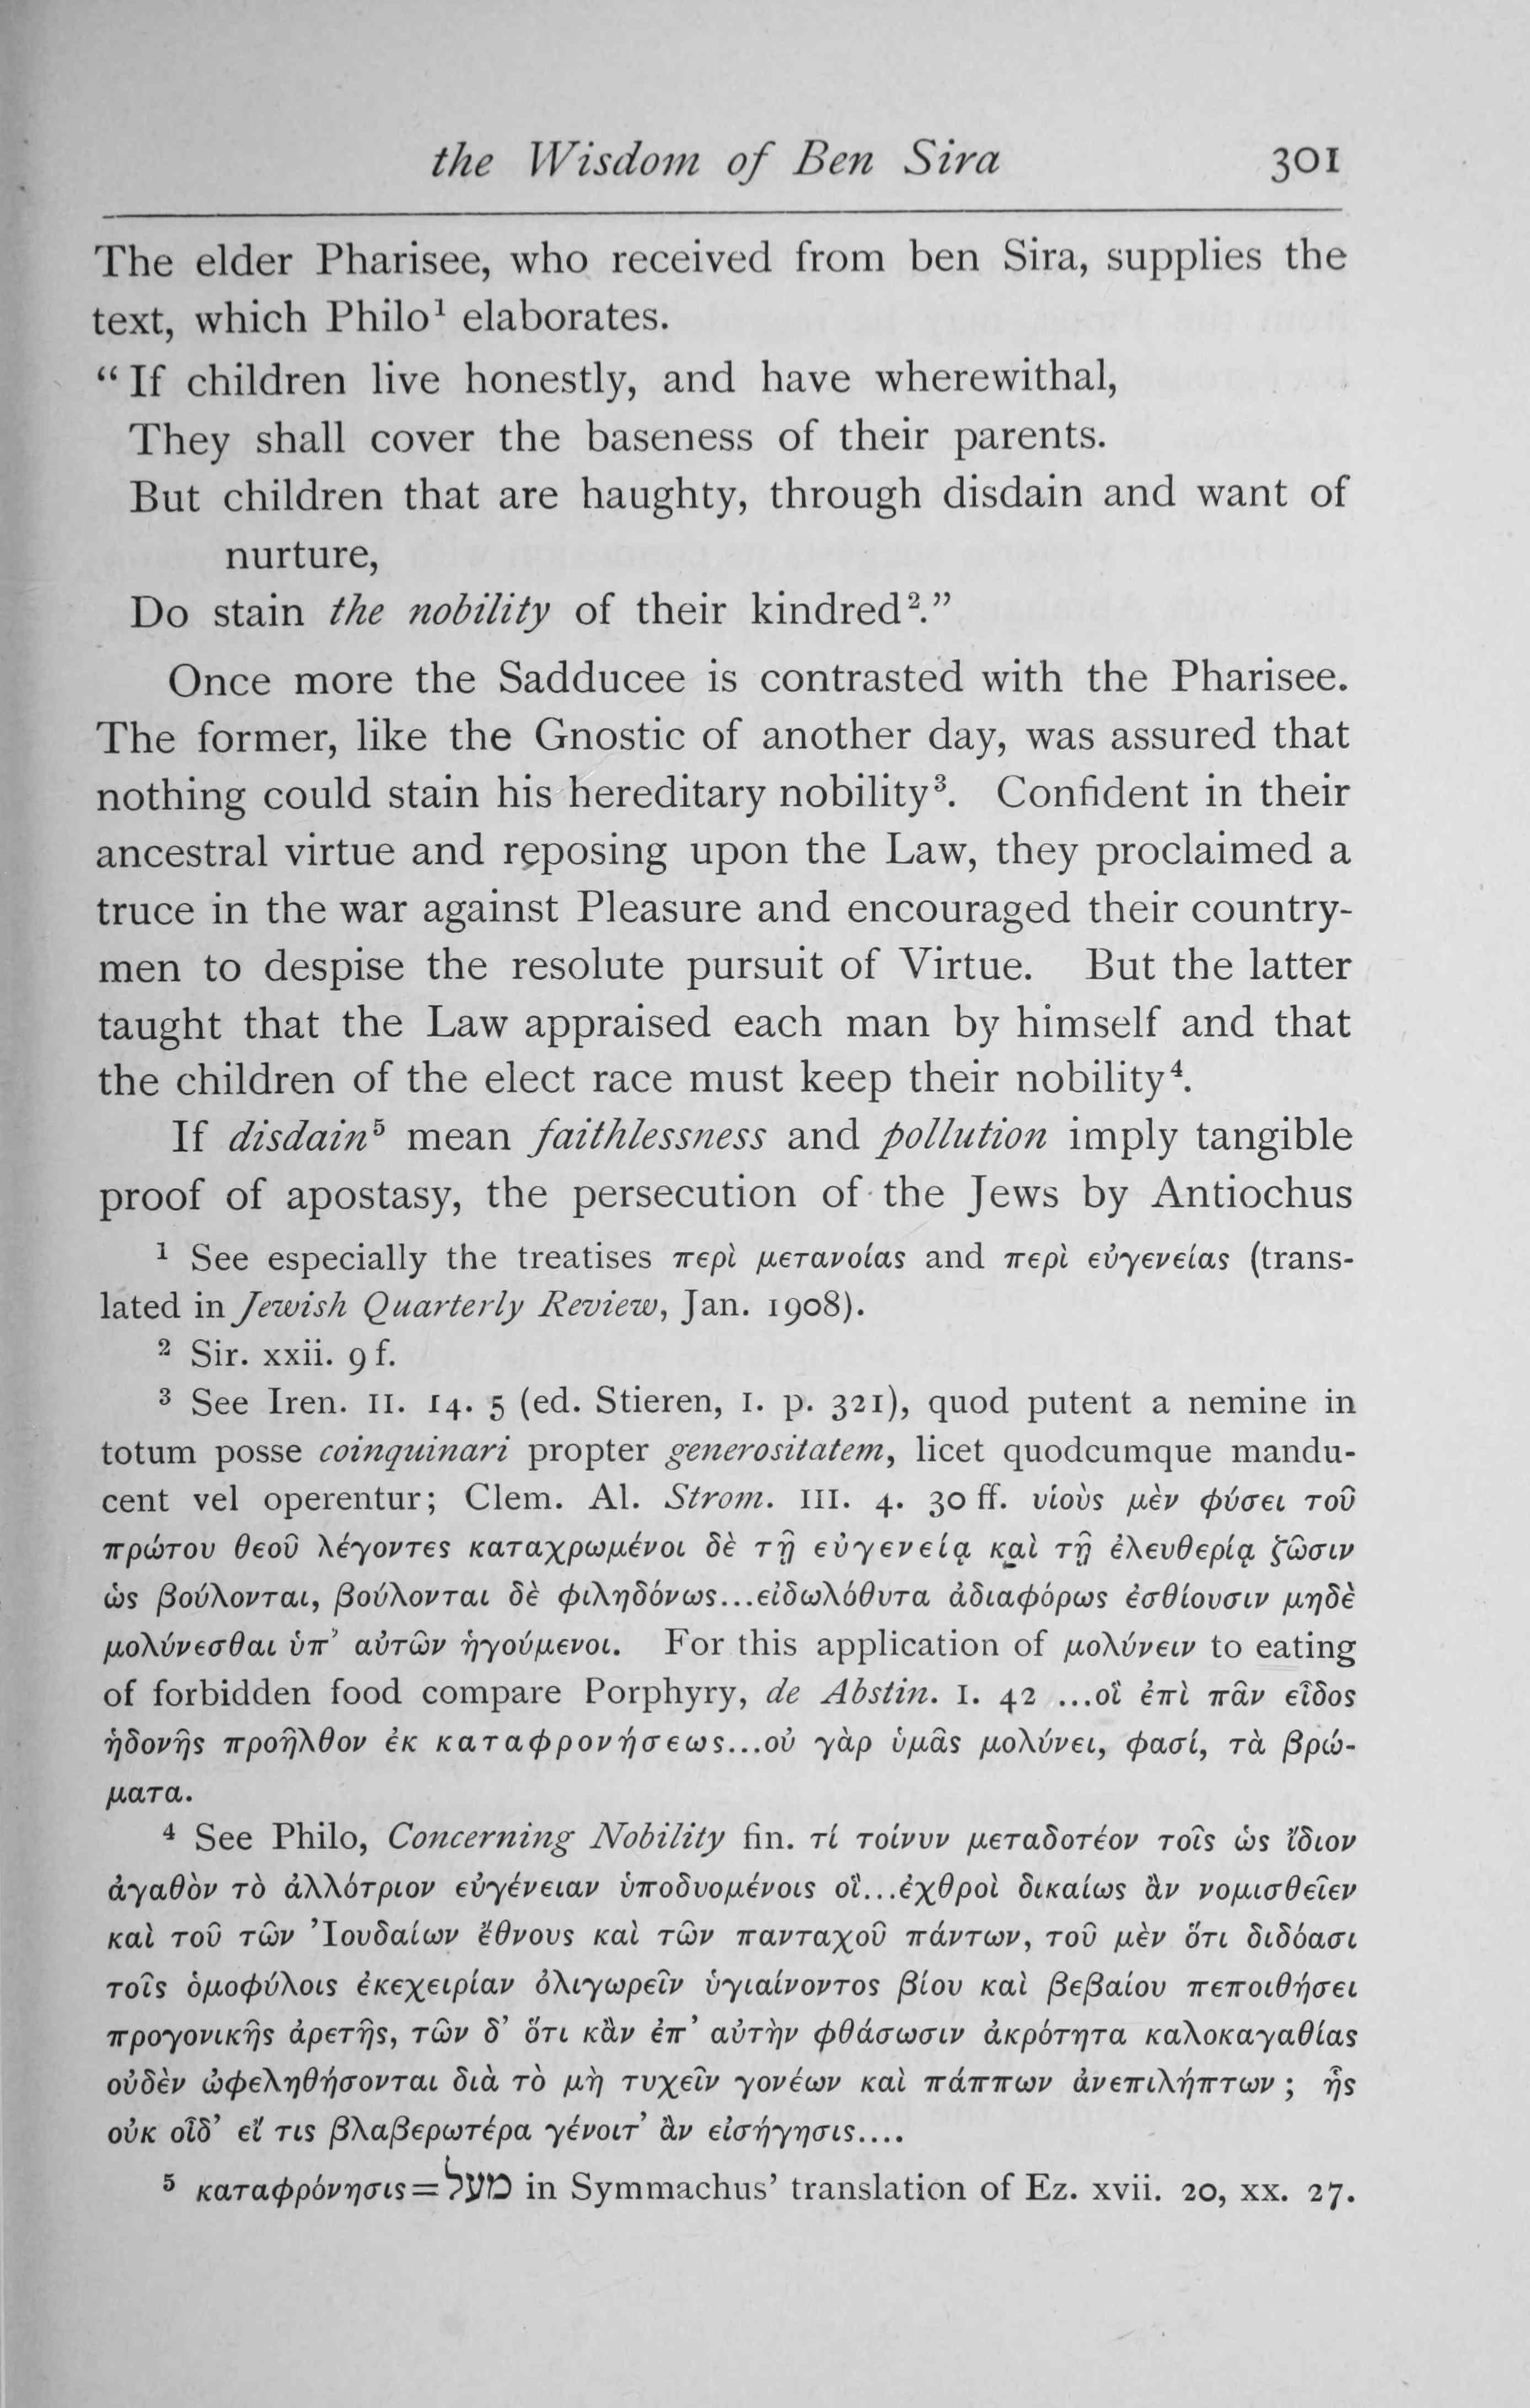 the Wisdom of Ben Sira 301
The elder Pharisee, who received from ben Sira, supplies the
text, which Philo¹ elaborates.
“If children live honestly, and have wherewithal,
They shall cover the baseness of their parents.
But children that are haughty, through disdain and want of
nurture,
Do stain the nobility of their kindred².”
Once more the Sadducee is contrasted with the Pharisee.
The former, like the Gnostic of another day, was assured that
nothing could stain his hereditary nobility³. Confident in their
ancestral virtue and reposing upon the Law, they proclaimed a
truce in the war against Pleasure and encouraged their country-
men to despise the resolute pursuit of Virtue. But the latter
taught that the Law appraised each man by himself and that
the children of the elect race must keep their nobility⁴.
If disdain⁵ mean faithlessness and pollution imply tangible
proof of apostasy, the persecution of the Jews by Antiochus
¹ See especially the treatises περὶ μετανοίας and περὶ εὐγενείας (trans-
lated in Jewish Quarterly Review, Jan. 1908).
² Sir. xxii. 9 f.
³ See Iren. II. 14. 5 (ed. Stieren, I. p. 321), quod putent a nemine in
totum posse coinquinari propter generositatem, licet quodcumque mandu-
cent vel operentur; Clem. Al. Strom. III. 4. 30 ff. υἱοὺς μὲν φύσει τοῦ
πρώτου θεοῦ λέγοντες καταχρωμένοι δὲ τῇ εὐγενείᾳ καὶ τῇ ἐλευθερίᾳ ζῶσιν
ὡς βούλονται, βούλονται δὲ φιληδόνως...εἰδωλόθυτα ἀδιαφόρως ἐσθίουσιν μηδὲ
μολύνεσθαι ὑπ’ αὐτῶν ἡγούμενοι. For this application of μολύνειν to eating
of forbidden food compare Porphyry, de Abstin. I. 42 ...οἳ ἐπὶ πᾶν εἶδος
ἡδονῆς προῆλθον ἐκ καταφρονήσεως...οὐ γὰρ ὑμᾶς μολύνει, φασί, τὰ βρώ-
ματα.
⁴ See Philo, Concerning Nobility fin. τί τοίνυν μεταδοτέον τοῖς ὡς ἴδιον
ἀγαθὸν τὸ ἀλλότριον εὐγένειαν ὑποδυομένοις οἳ...ἐχθροὶ δικαίως ἂν νομισθεῖεν
καὶ τοῦ τῶν Ἰουδαίων ἔθνους καὶ τῶν πανταχοῦ πάντων, τοῦ μὲν ὅτι διδόασι
τοῖς ὁμοφύλοις ἐκεχειρίαν ὀλιγωρεῖν ὑγιαίνοντος βίου καὶ βεβαίου πεποιθήσει
προγονικῆς ἀρετῆς, τῶν δ’ ὅτι κἂν ἐπ’ αὐτὴν φθάσωσιν ἀκρότητα καλοκαγαθίας
οὐδὲν ὠφεληθήσονται διὰ τὸ μὴ τυχεῖν γονέων καὶ πάππων ἀνεπιλήπτων ; ἧς
οὐκ οἶδ’ εἴ τις βλαβερωτέρα γένοιτ’ ἂν εἰσήγησις....
⁵ καταφρόνησις=מעל in Symmachus’ translation of Ez. xvii. 20, xx. 27.